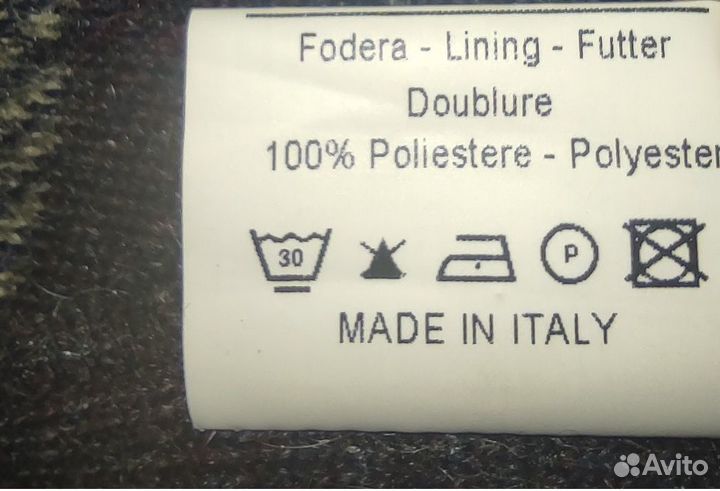 Fodera - Lining - Futter
Doublure
100% Poliestere - Polyester
30
P
MADE IN ITALY
Avito